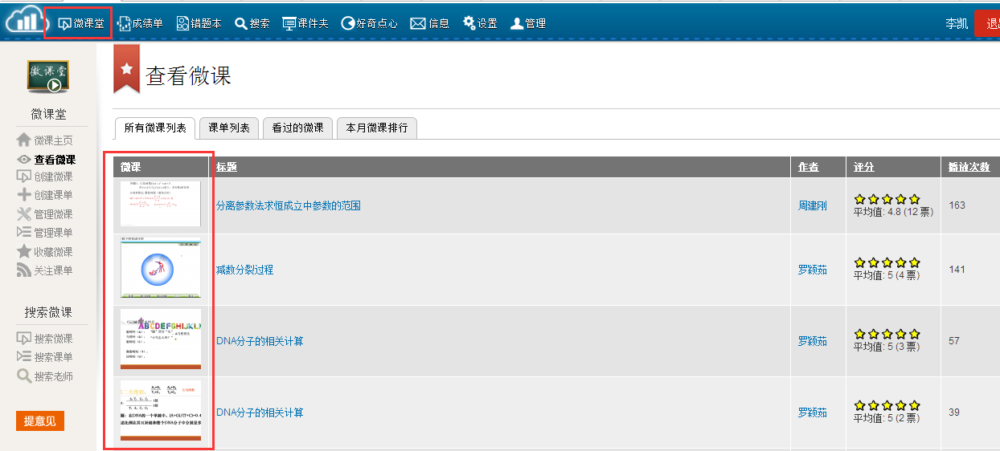 微课堂 成绩单 错题本 搜索 课件夹 好奇点心 信息 设置 管理 李凯
微课堂
微课堂
微课主页
查看微课
创建微课
创建课单
管理微课
管理课单
收藏微课
关注课单
搜索微课
搜索微课
搜索课单
搜索老师
提意见
查看微课
所有微课列表 课单列表 看过的微课 本月微课排行
微课 标题 作者 评分 播放次数
分离参数法求恒成立中参数的范围 周建刚 平均值: 4.8 (12 票) 163
减数分裂过程 罗颖茹 平均值: 5 (4 票) 141
ABCDEFGHIJKL
DNA分子的相关计算 罗颖茹 平均值: 5 (3 票) 57
DNA分子的相关计算 罗颖茹 平均值: 5 (2 票) 39